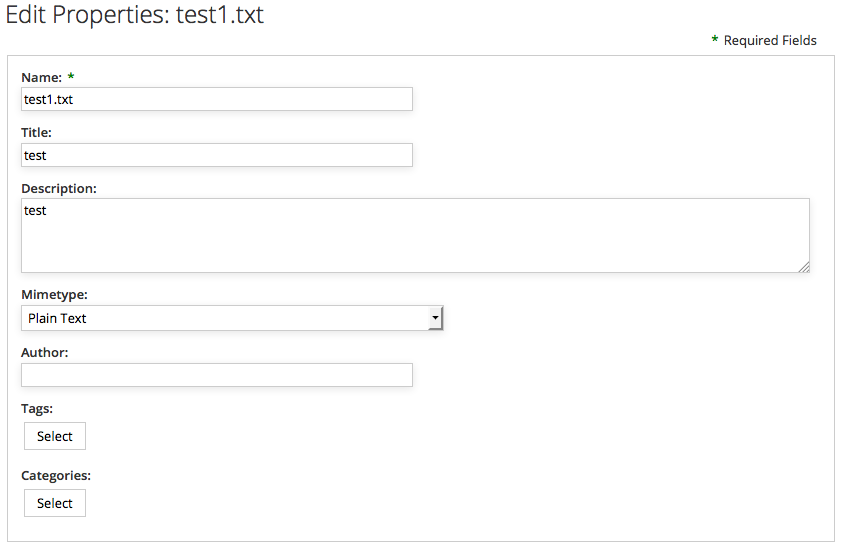 Edit Properties: test1.txt
* Required Fields
Name: *
test1.txt
Title:
test
Description:
test
Mimetype:
Plain Text
Author:
Tags:
Select
Categories:
Select